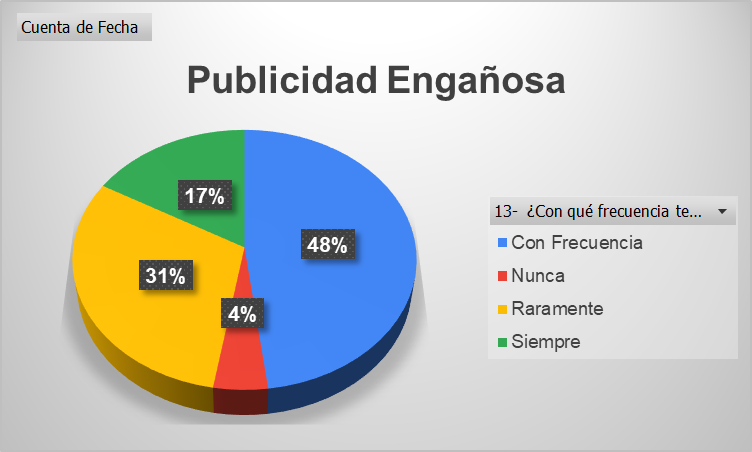 Cuenta de Fecha
Publicidad Engañosa
17%
48%
31%
4%
13-  ¿Con qué frecuencia te...
Con Frecuencia
Nunca
Raramente
Siempre